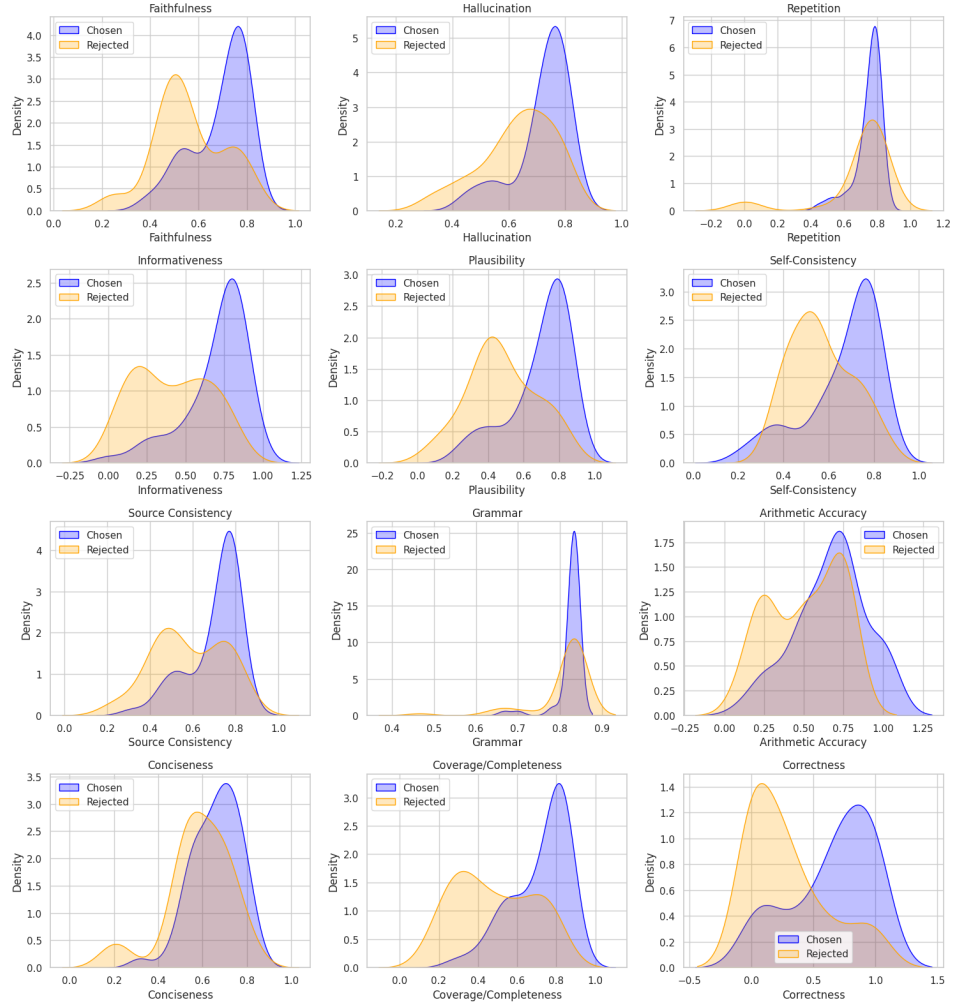 Faithfulness
Chosen
Rejected
Density
0.0
0.5
1.0
1.5
2.0
2.5
3.0
3.5
4.0
0.0 0.2 0.4 0.6 0.8 1.0
Faithfulness
Hallucination
Chosen
Rejected
Density
0
1
2
3
4
5
0.2 0.4 0.6 0.8 1.0
Hallucination
Repetition
Chosen
Rejected
Density
0
1
2
3
4
5
6
7
−0.2 0.0 0.2 0.4 0.6 0.8 1.0 1.2
Repetition
Informativeness
Chosen
Rejected
Density
0.0
0.5
1.0
1.5
2.0
2.5
−0.25 0.00 0.25 0.50 0.75 1.00 1.25
Informativeness
Plausibility
Chosen
Rejected
Density
0.0
0.5
1.0
1.5
2.0
2.5
3.0
−0.2 0.0 0.2 0.4 0.6 0.8 1.0
Plausibility
Self-Consistency
Chosen
Rejected
Density
0.0
0.5
1.0
1.5
2.0
2.5
3.0
0.0 0.2 0.4 0.6 0.8 1.0
Self-Consistency
Source Consistency
Chosen
Rejected
Density
0
1
2
3
4
0.0 0.2 0.4 0.6 0.8 1.0
Source Consistency
Grammar
Chosen
Rejected
Density
0
5
10
15
20
25
0.4 0.5 0.6 0.7 0.8 0.9
Grammar
Arithmetic Accuracy
Chosen
Rejected
Density
0.00
0.25
0.50
0.75
1.00
1.25
1.50
1.75
−0.25 0.00 0.25 0.50 0.75 1.00 1.25
Arithmetic Accuracy
Conciseness
Chosen
Rejected
Density
0.0
0.5
1.0
1.5
2.0
2.5
3.0
3.5
0.0 0.2 0.4 0.6 0.8 1.0
Conciseness
Coverage/Completeness
Chosen
Rejected
Density
0.0
0.5
1.0
1.5
2.0
2.5
3.0
0.0 0.2 0.4 0.6 0.8 1.0
Coverage/Completeness
Correctness
Chosen
Rejected
Density
0.0
0.2
0.4
0.6
0.8
1.0
1.2
1.4
−0.5 0.0 0.5 1.0 1.5
Correctness